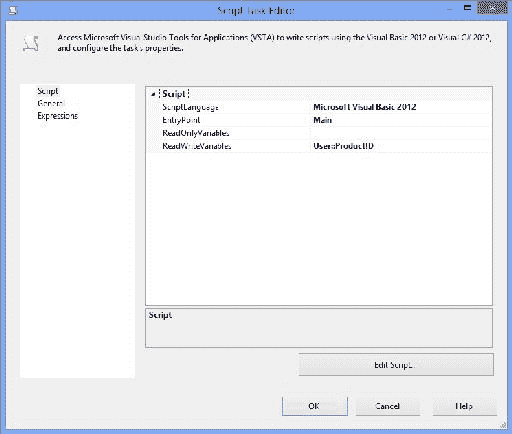 Script Task Editor
Access Microsoft Visual Studio Tools for Applications (VSTA) to write scripts using the Visual Basic 2012 or Visual C# 2012,
and configure the task's properties.
Script
General
Expressions
Script
ScriptLanguage Microsoft Visual Basic 2012
EntryPoint Main
ReadOnlyVariables
ReadWriteVariables User::ProductID
Script
Edit Script...
OK Cancel Help